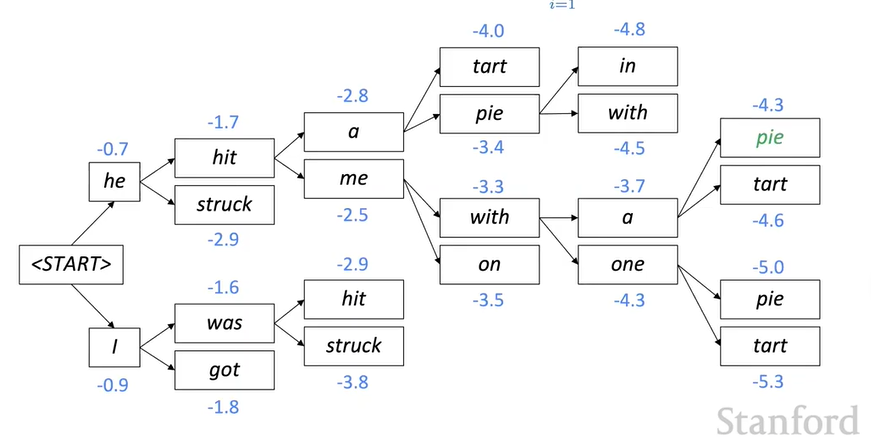 i=1
-4.0
-4.8
tart
in
-2.8
-4.3
-1.7
a
pie
with
pie
-0.7
hit
-3.4
-4.5
he
me
-3.3
-3.7
tart
struck
-2.5
with
a
-4.6
-2.9
<START>
-2.9
on
one
-5.0
-1.6
hit
-3.5
-4.3
pie
was
I
struck
tart
got
-0.9
-3.8
-5.3
-1.8
Stanford